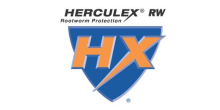 HERCULEX® RW
Rootworm Protection
HX
®